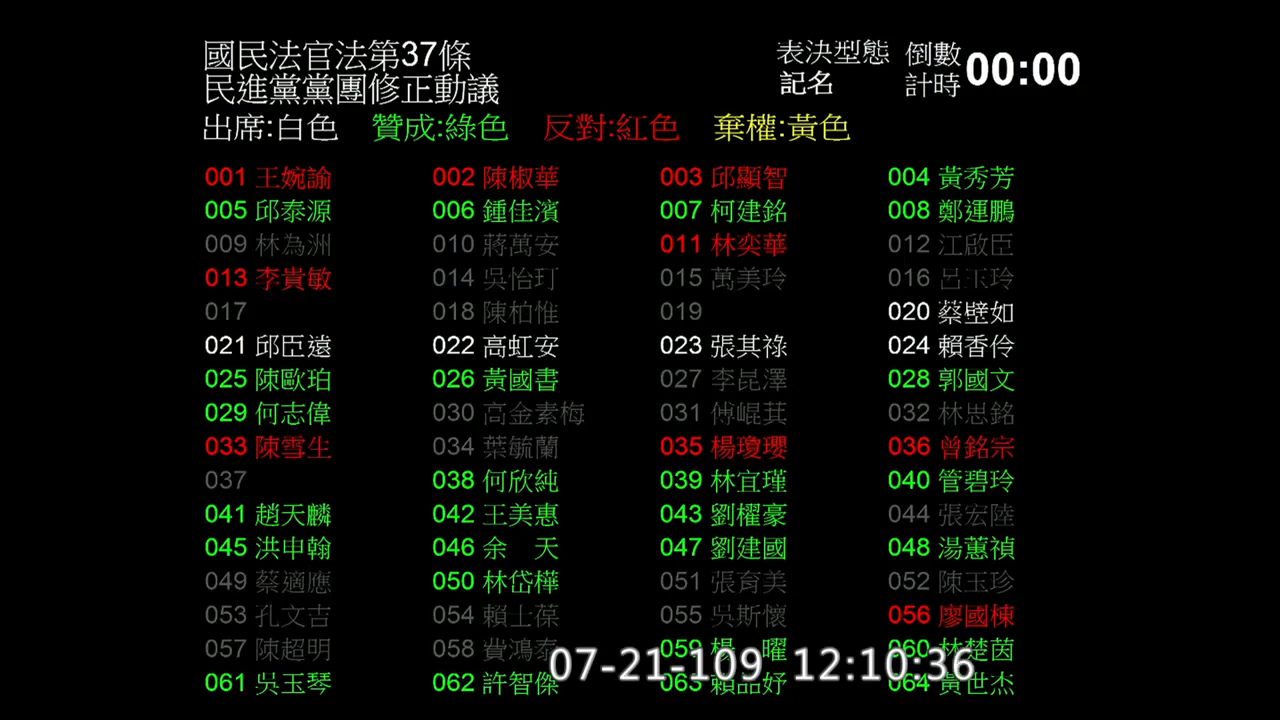 國民法官法第37條
民進黨黨團修正動議
表決型態
記名
倒數
計時
00:00
出席:白色 贊成:綠色 反對:紅色 棄權:黃色
001 王婉諭 002 陳椒華 003 邱顯智 004 黃秀芳
005 邱泰源 006 鍾佳濱 007 柯建銘 008 鄭運鵬
009 林為洲 010 蔣萬安 011 林奕華 012 江啟臣
013 李貴敏 014 吳怡玎 015 萬美玲 016 呂玉玲
017 018 陳柏惟 019 020 蔡壁如
021 邱臣遠 022 高虹安 023 張其祿 024 賴香伶
025 陳歐珀 026 黃國書 027 李昆澤 028 郭國文
029 何志偉 030 高金素梅 031 傅崐萁 032 林思銘
033 陳雪生 034 葉毓蘭 035 楊瓊瓔 036 曾銘宗
037 038 何欣純 039 林宜瑾 040 管碧玲
041 趙天麟 042 王美惠 043 劉櫂豪 044 張宏陸
045 洪申翰 046 余 天 047 劉建國 048 湯蕙禎
049 蔡適應 050 林岱樺 051 張育美 052 陳玉珍
053 孔文吉 054 賴士葆 055 吳斯懷 056 廖國棟
057 陳超明 058 費鴻泰 059 楊 曜 060 林楚茵
07-21-109 12:10:36
061 吳玉琴 062 許智傑 063 賴品妤 064 黃世杰